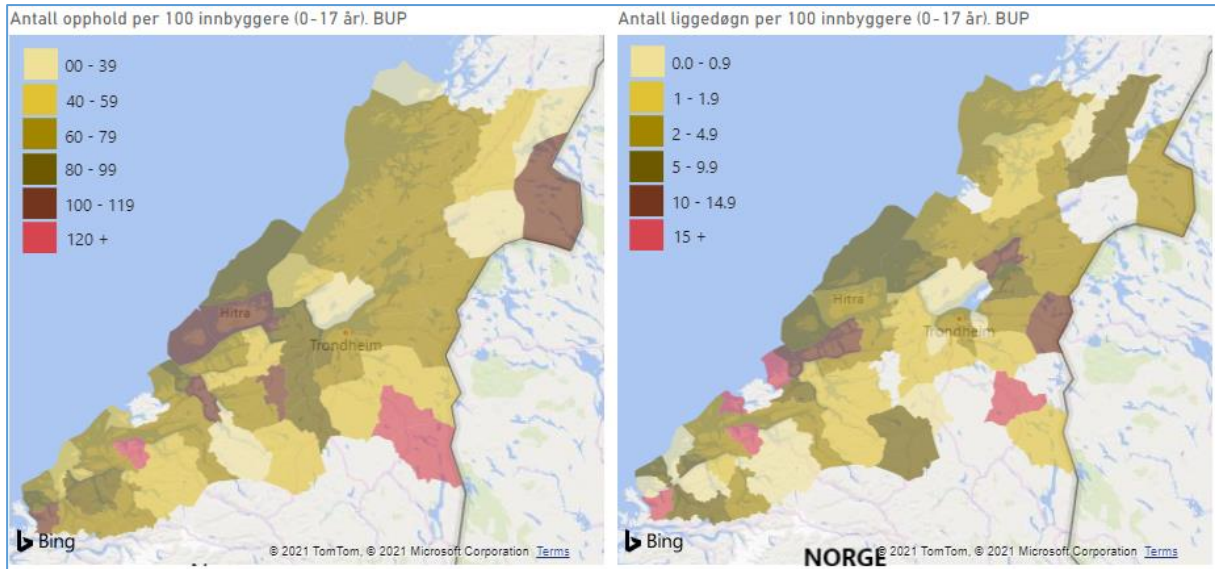 Antall opphold per 100 innbyggere (0-17 år). BUP
00 - 39
40 - 59
60 - 79
80 - 99
100 - 119
120 +
Hitra
Trondheim
Bing
© 2021 TomTom, © 2021 Microsoft Corporation Terms
Antall liggedøgn per 100 innbyggere (0-17 år). BUP
0.0 - 0.9
1 - 1.9
2 - 4.9
5 - 9.9
10 - 14.9
15 +
Hitra
Trondheim
Bing
NORGE
© 2021 TomTom, © 2021 Microsoft Corporation Terms